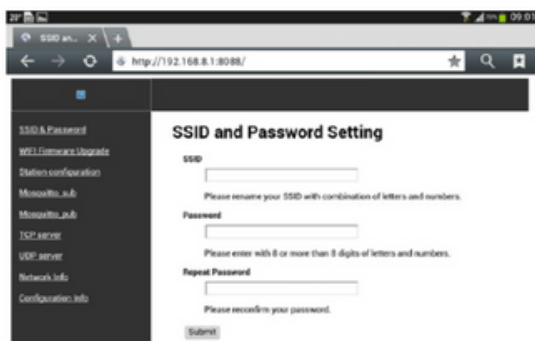 20°
09:01
SSID an...
http://192.168.8.1:8088/
SSID & Password
WIFI Firmware Upgrade
Station configuration
Mosquitto_sub
Mosquitto_pub
TCP server
UDP server
Network Info
Configuration Info
SSID and Password Setting
SSID
Please rename your SSID with combination of letters and numbers.
Password
Please enter with 8 or more than 8 digits of letters and numbers.
Repeat Password
Please reconfirm your password.
Submit